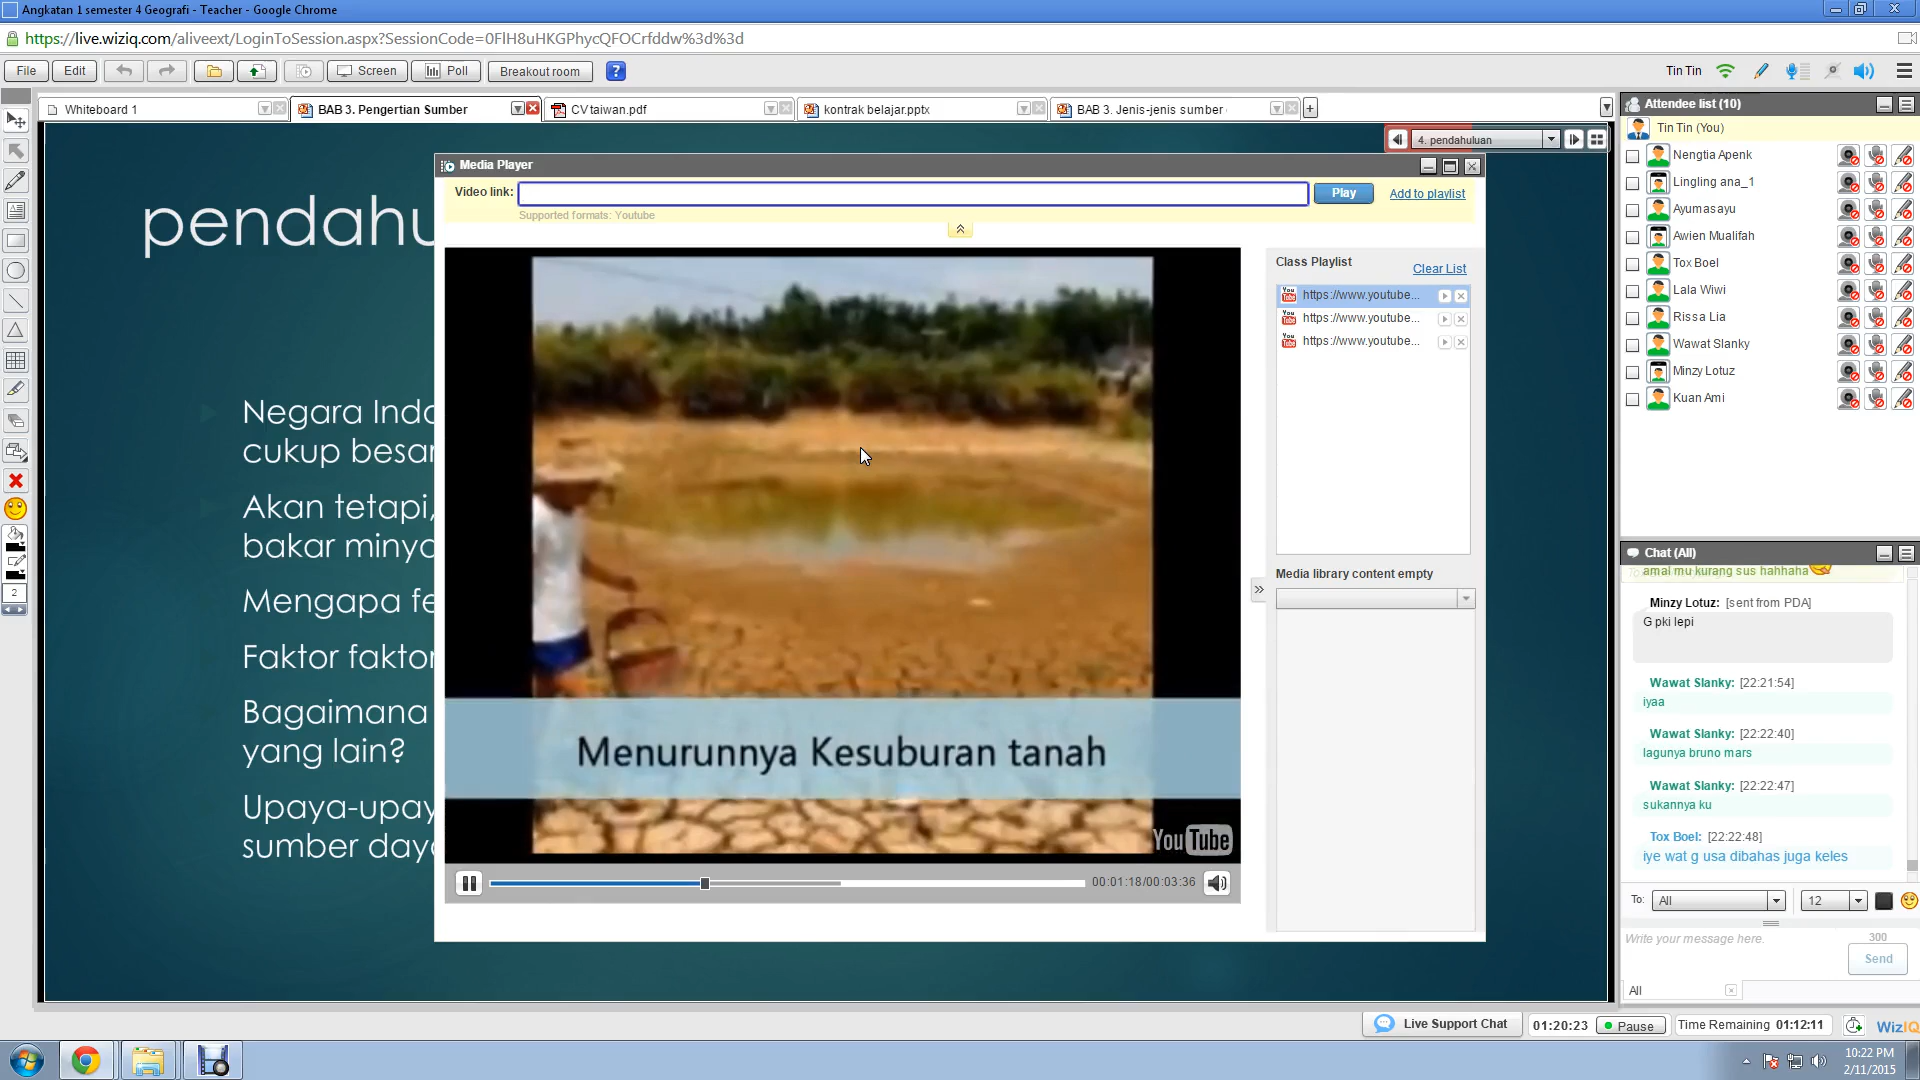 Angkatan 1 semester 4 Geografi - Teacher - Google Chrome
https://live.wiziq.com/aliveext/LoginToSession.aspx?SessionCode=0FlH8uHKGPhycQFOCrfddw%3d%3d
File Edit Screen Poll Breakout room ? Tin Tin
Whiteboard 1 BAB 3. Pengertian Sumber CV taiwan.pdf kontrak belajar.pptx BAB 3. Jenis-jenis sumber
4. pendahuluan
pendahu
Negara Indo
cukup besar
Akan tetapi,
bakar minya
Mengapa fe
Faktor faktor
Bagaimana
yang lain?
Upaya-upay
sumber daya
Media Player
Video link: Play Add to playlist
Supported formats: Youtube
Menurunnya Kesuburan tanah
YouTube
00:01:18/00:03:36
Class Playlist
Clear List
https://www.youtube...
https://www.youtube...
https://www.youtube...
Media library content empty
Attendee list (10)
Tin Tin (You)
Nengtia Apenk
Lingling ana_1
Ayumasayu
Awien Mualifah
Tox Boel
Lala Wiwi
Rissa Lia
Wawat Slanky
Minzy Lotuz
Kuan Ami
Chat (All)
amal mu kurang sus hahhaha
Minzy Lotuz: [sent from PDA]
G pki lepi
Wawat Slanky: [22:21:54]
iyaa
Wawat Slanky: [22:22:40]
lagunya bruno mars
Wawat Slanky: [22:22:47]
sukannya ku
Tox Boel: [22:22:48]
iye wat g usa dibahas juga keles
To: All 12
Write your message here. 300
Send
All
2
Live Support Chat 01:20:23 Pause Time Remaining 01:12:11 WizIQ
10:22 PM
2/11/2015